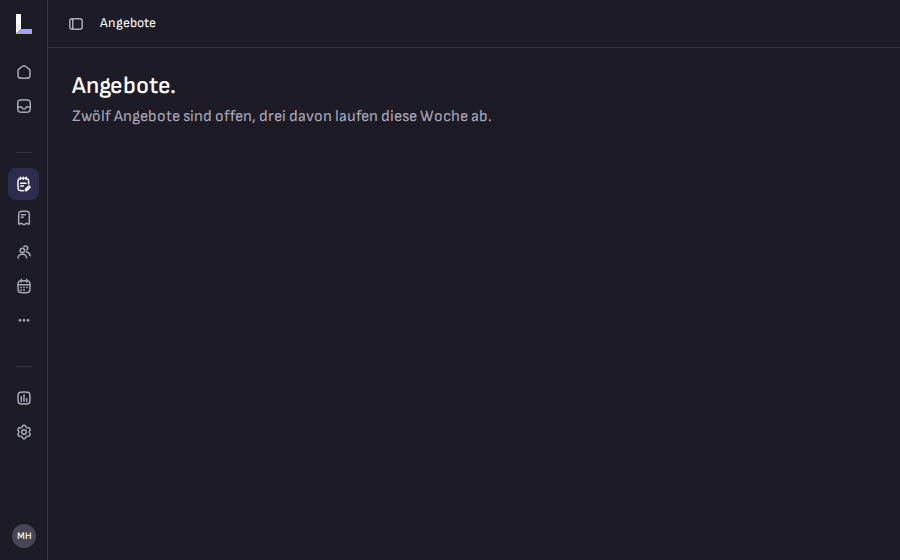 Angebote
Angebote.
Zwölf Angebote sind offen, drei davon laufen diese Woche ab.
MH